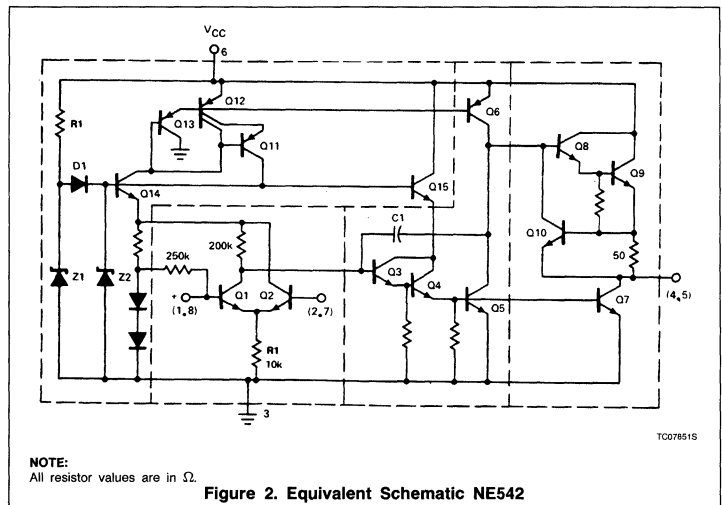 VCC
6
R1
Q12
Q13
Q11
Q6
Q8
Q9
D1
Q14
Q15
C1
Q10
50
250k
200k
Z1
Z2
+
(1,8)
Q1
Q2
(2,7)
Q3
Q4
Q5
Q7
(4,5)
R1
10k
3
TC07851S
NOTE:
All resistor values are in Ω.
Figure 2. Equivalent Schematic NE542